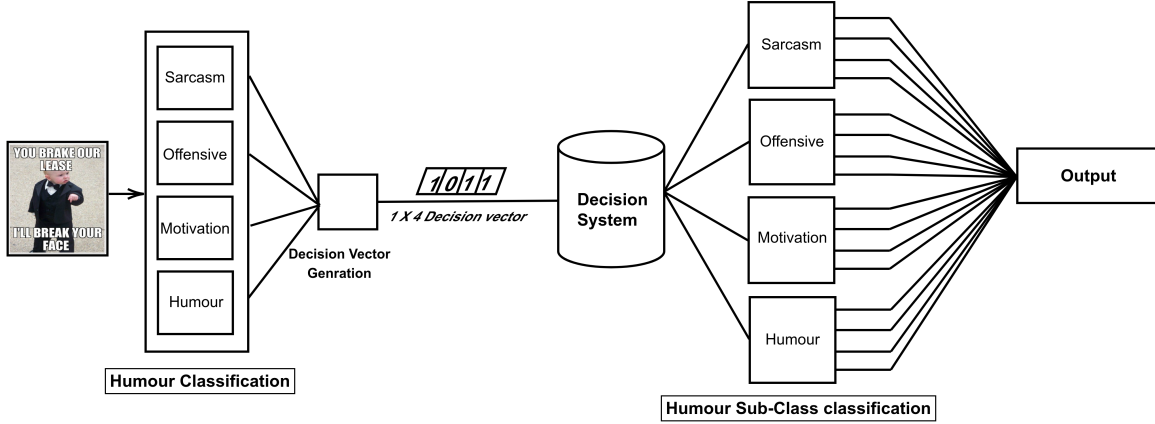 YOU BRAKE OUR
LEASE
I'LL BREAK YOUR
FACE
Sarcasm
Offensive
Motivation
Humour
Humour Classification
Decision Vector
Genration
1 0 1 1
1 X 4 Decision vector
Decision
System
Sarcasm
Offensive
Motivation
Humour
Humour Sub-Class classification
Output